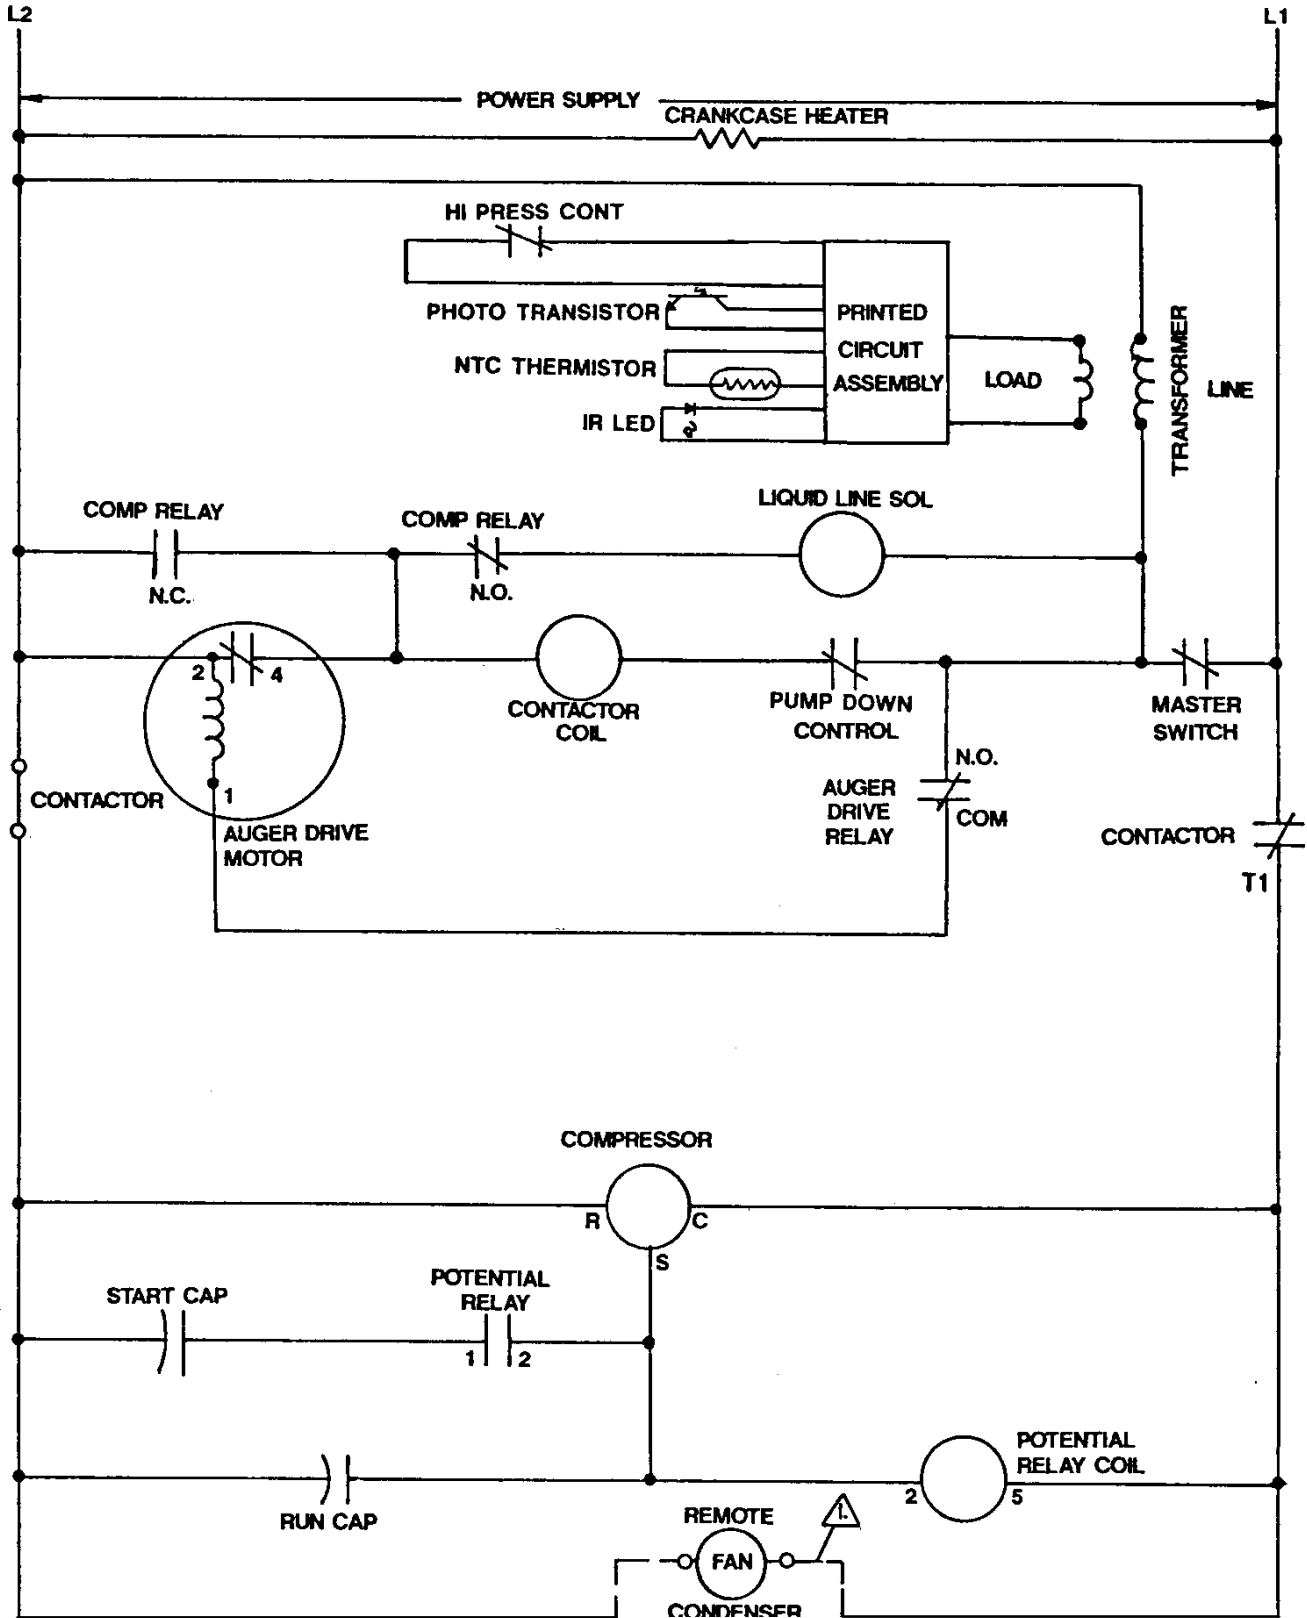 L2
L1
POWER SUPPLY
CRANKCASE HEATER
HI PRESS CONT
PHOTO TRANSISTOR
NTC THERMISTOR
IR LED
PRINTED
CIRCUIT
ASSEMBLY
LOAD
TRANSFORMER
LINE
COMP RELAY
N.C.
COMP RELAY
N.O.
LIQUID LINE SOL
2
4
1
AUGER DRIVE
MOTOR
CONTACTOR
COIL
PUMP DOWN
CONTROL
MASTER
SWITCH
CONTACTOR
N.O.
AUGER
DRIVE
RELAY
COM
CONTACTOR
T1
COMPRESSOR
R
C
S
START CAP
POTENTIAL
RELAY
1
2
RUN CAP
2
5
POTENTIAL
RELAY COIL
REMOTE
FAN
CONDENSER
1.